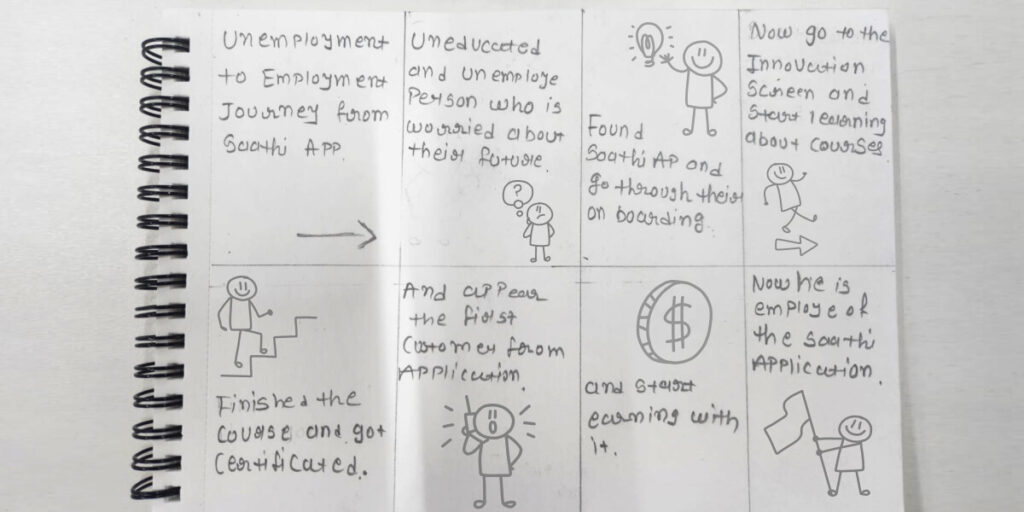 Unemployment
to Employment
Journey from
Saathi App.
Uneduccted
and unemploye
Person who is
worried about
their future.
?
Found
Saathi AP and
go through their
on boarding.
Now go to the
Innovation
Screen and
Start learning
about courses
Finished the
course and got
certificated.
And appear
the first
customer from
Application.
$
and start
earning with
it.
Now he is
employe of
the saathi
Application.